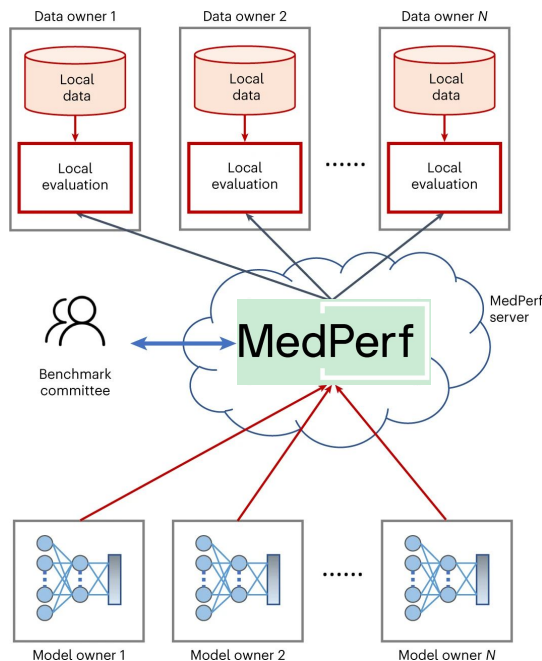 Data owner 1
Data owner 2
Data owner N
Local
data
Local
data
Local
data
Local
evaluation
Local
evaluation
......
Local
evaluation
MedPerf
server
MedPerf
Benchmark
committee
......
Model owner 1
Model owner 2
Model owner N